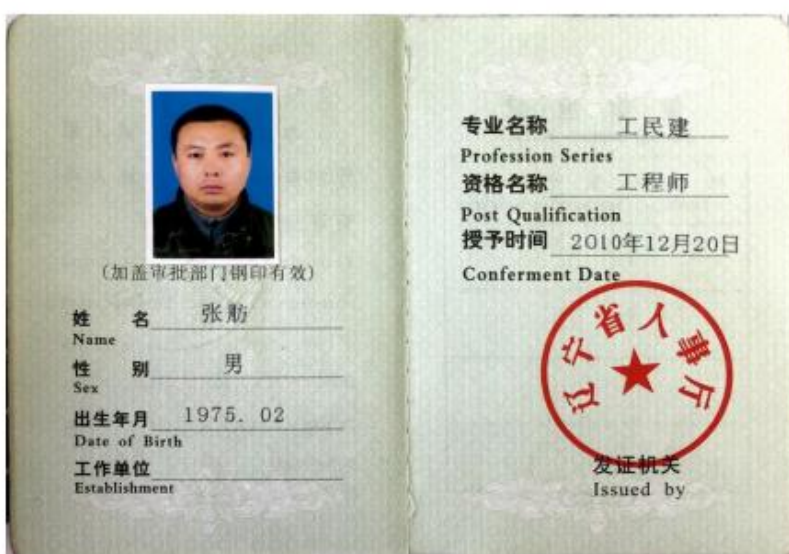 (加盖审批部门钢印有效)
姓 名 张舫
Name
性 别 男
Sex
出生年月 1975. 02
Date of Birth
工作单位
Establishment
专业名称 工民建
Profession Series
资格名称 工程师
Post Qualification
授予时间 2010年12月20日
Conferment Date
辽宁省人事厅
发证机关
Issued by